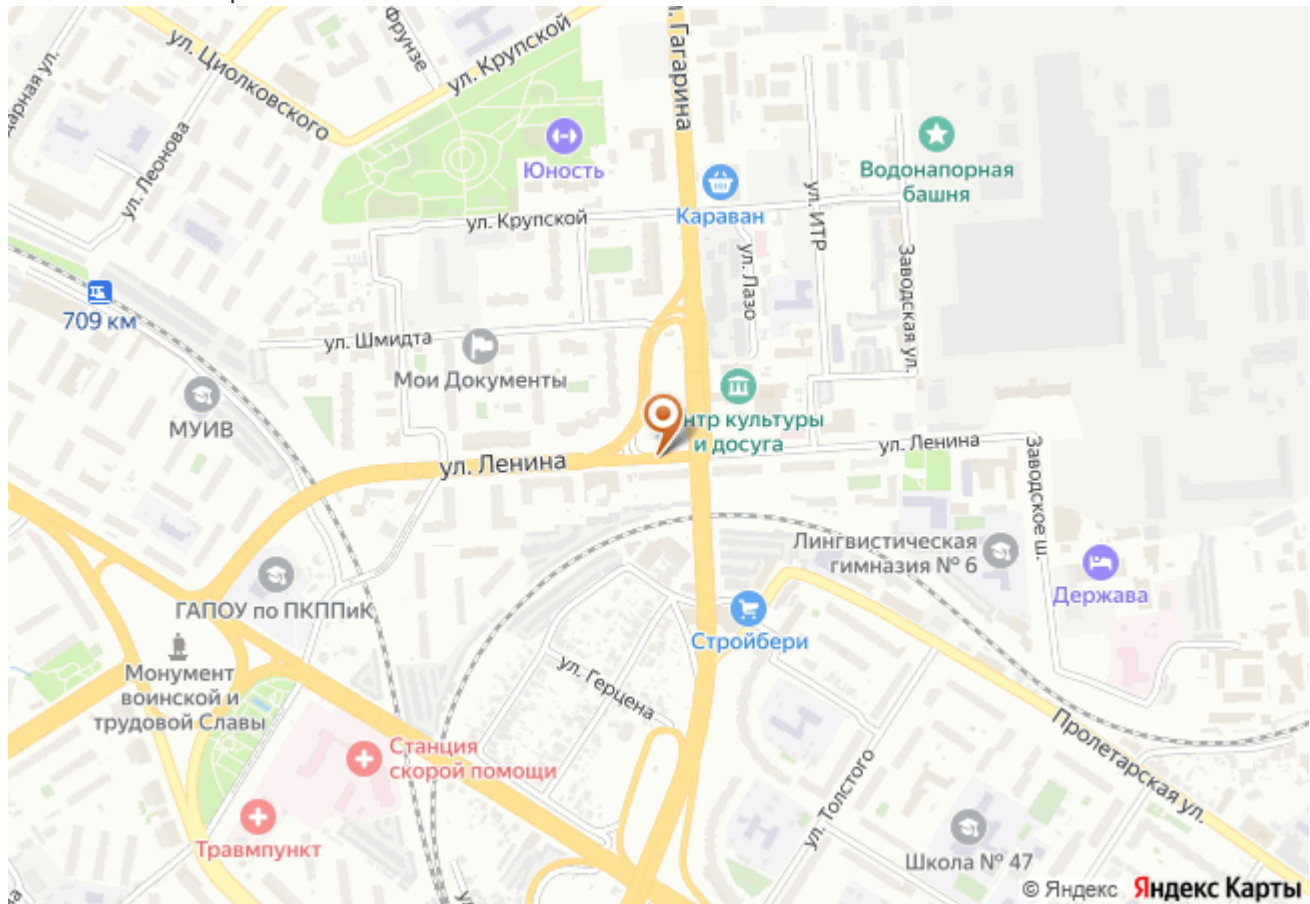 ул. Циолковского
Фрунзе
ул. Крупской
Гагарина
дарная ул.
ул. Леонова
Юность
Караван
Водонапорная
башня
ул. Крупской
ул. ИТР
ул. Лазо
Заводская ул.
709 км
ул. Шмидта
Мои Документы
МУИВ
нтр культуры
и досуга
ул. Ленина
ул. Ленина
Заводское ш.
Лингвистическая
гимназия № 6
Держава
ГАПОУ по ПКППиК
Стройбери
Монумент
воинской и
трудовой Славы
ул. Герцена
Станция
скорой помощи
Пролетарская ул.
ул. Толстого
Травмпункт
Школа № 47
© Яндекс Яндекс Карты